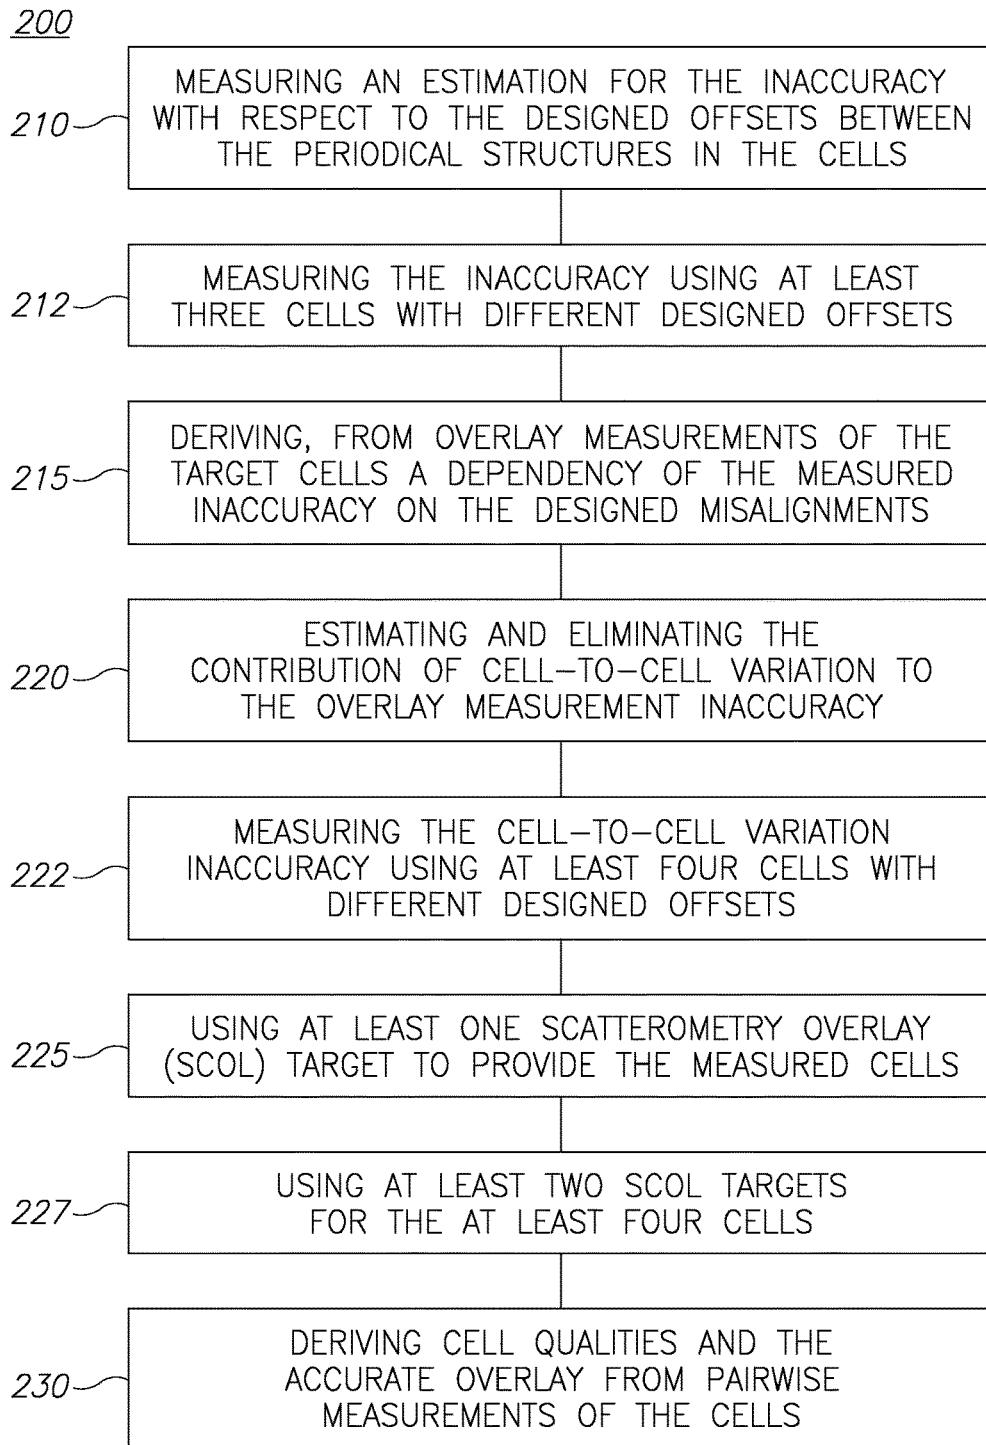 200
210
MEASURING AN ESTIMATION FOR THE INACCURACY
WITH RESPECT TO THE DESIGNED OFFSETS BETWEEN
THE PERIODICAL STRUCTURES IN THE CELLS
212
MEASURING THE INACCURACY USING AT LEAST
THREE CELLS WITH DIFFERENT DESIGNED OFFSETS
215
DERIVING, FROM OVERLAY MEASUREMENTS OF THE
TARGET CELLS A DEPENDENCY OF THE MEASURED
INACCURACY ON THE DESIGNED MISALIGNMENTS
220
ESTIMATING AND ELIMINATING THE
CONTRIBUTION OF CELL-TO-CELL VARIATION TO
THE OVERLAY MEASUREMENT INACCURACY
222
MEASURING THE CELL-TO-CELL VARIATION
INACCURACY USING AT LEAST FOUR CELLS WITH
DIFFERENT DESIGNED OFFSETS
225
USING AT LEAST ONE SCATTEROMETRY OVERLAY
(SCOL) TARGET TO PROVIDE THE MEASURED CELLS
227
USING AT LEAST TWO SCOL TARGETS
FOR THE AT LEAST FOUR CELLS
230
DERIVING CELL QUALITIES AND THE
ACCURATE OVERLAY FROM PAIRWISE
MEASUREMENTS OF THE CELLS